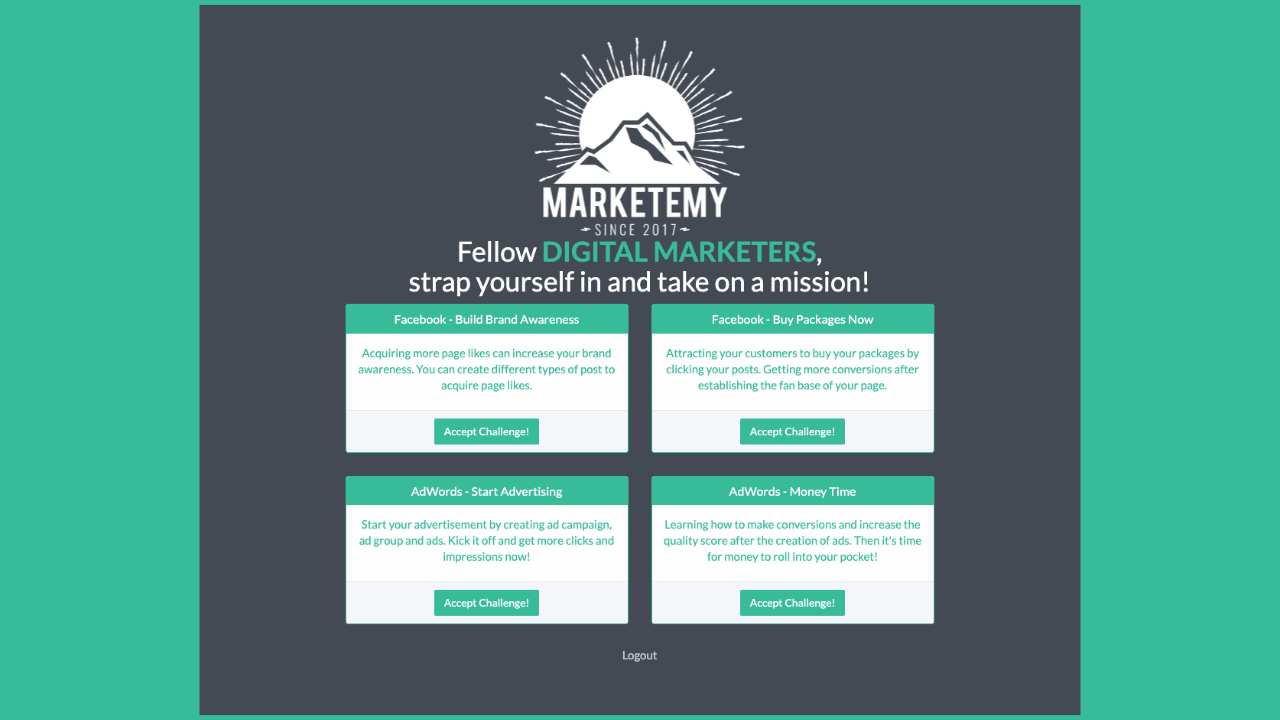 MARKETEMY
SINCE 2017
Fellow DIGITAL MARKETERS,
strap yourself in and take on a mission!
Facebook - Build Brand Awareness
Acquiring more page likes can increase your brand
awareness. You can create different types of post to
acquire page likes.
Accept Challenge!
Facebook - Buy Packages Now
Attracting your customers to buy your packages by
clicking your posts. Getting more conversions after
establishing the fan base of your page.
Accept Challenge!
AdWords - Start Advertising
Start your advertisement by creating ad campaign,
ad group and ads. Kick it off and get more clicks and
impressions now!
Accept Challenge!
AdWords - Money Time
Learning how to make conversions and increase the
quality score after the creation of ads. Then it's time
for money to roll into your pocket!
Accept Challenge!
Logout